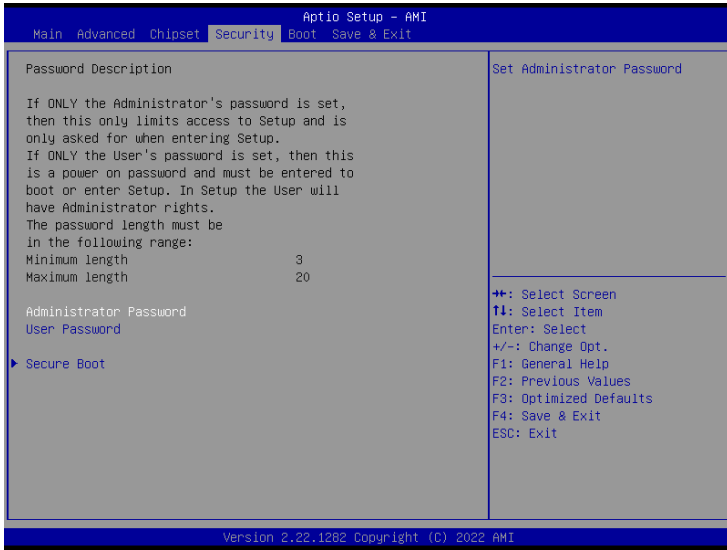 Aptio Setup – AMI
Main Advanced Chipset Security Boot Save & Exit
Password Description
If ONLY the Administrator's password is set,
then this only limits access to Setup and is
only asked for when entering Setup.
If ONLY the User's password is set, then this
is a power on password and must be entered to
boot or enter Setup. In Setup the User will
have Administrator rights.
The password length must be
in the following range:
Minimum length 3
Maximum length 20
Administrator Password
User Password
Secure Boot
Set Administrator Password
→←: Select Screen
↑↓: Select Item
Enter: Select
+/-: Change Opt.
F1: General Help
F2: Previous Values
F3: Optimized Defaults
F4: Save & Exit
ESC: Exit
Version 2.22.1282 Copyright (C) 2022 AMI